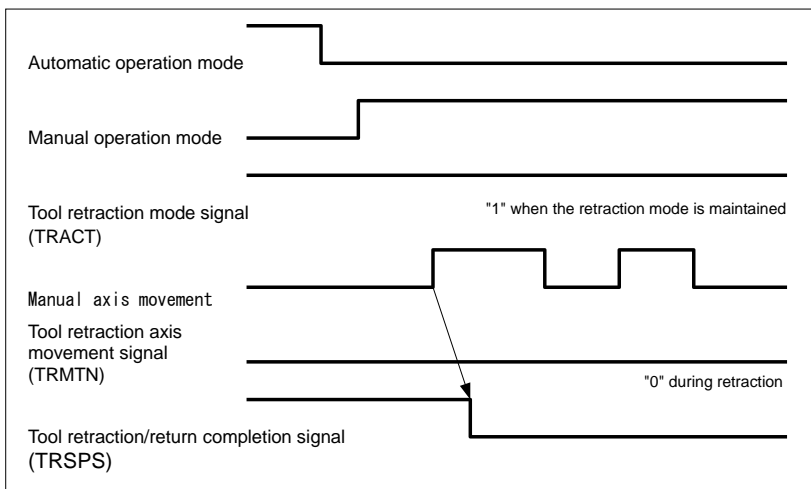 Automatic operation mode
Manual operation mode
Tool retraction mode signal
(TRACT)
"1" when the retraction mode is maintained
Manual axis movement
Tool retraction axis
movement signal
(TRMTN)
"0" during retraction
Tool retraction/return completion signal
(TRSPS)